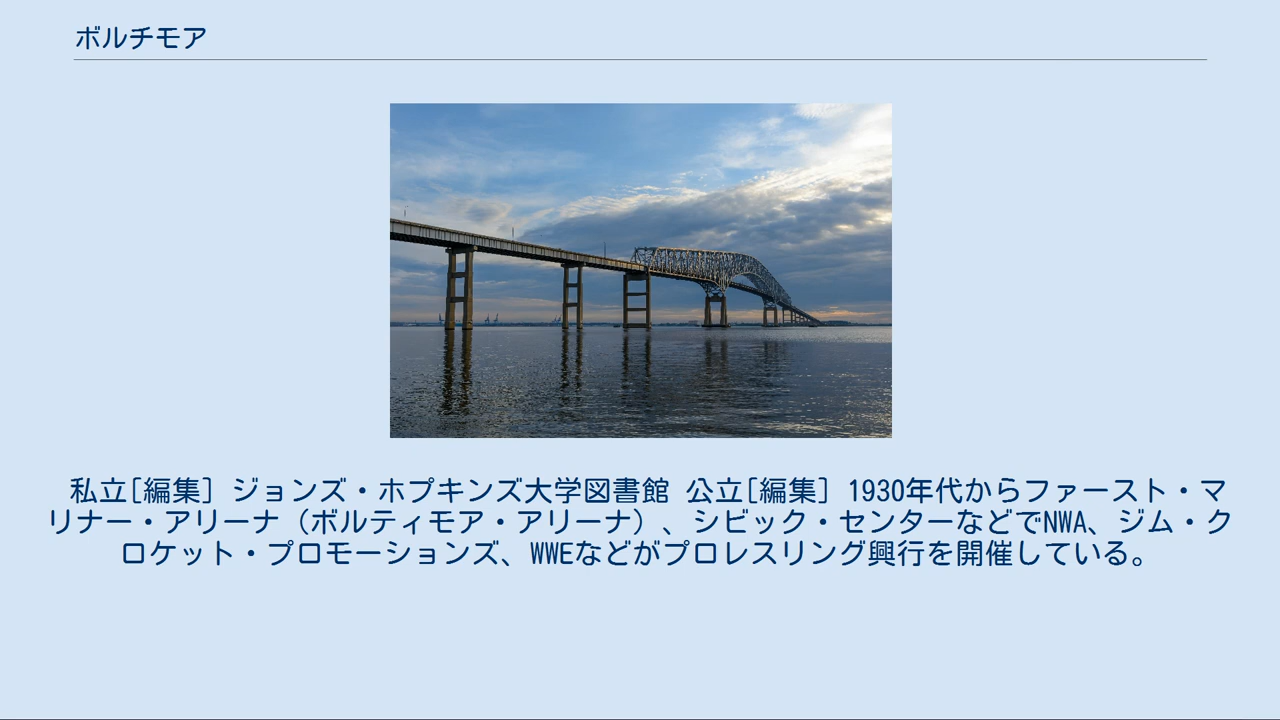 ボルチモア
私立[編集] ジョンズ・ホプキンズ大学図書館 公立[編集] 1930年代からファースト・マ
リナー・アリーナ（ボルティモア・アリーナ）、シビック・センターなどでNWA、ジム・ク
ロケット・プロモーションズ、WWEなどがプロレスリング興行を開催している。